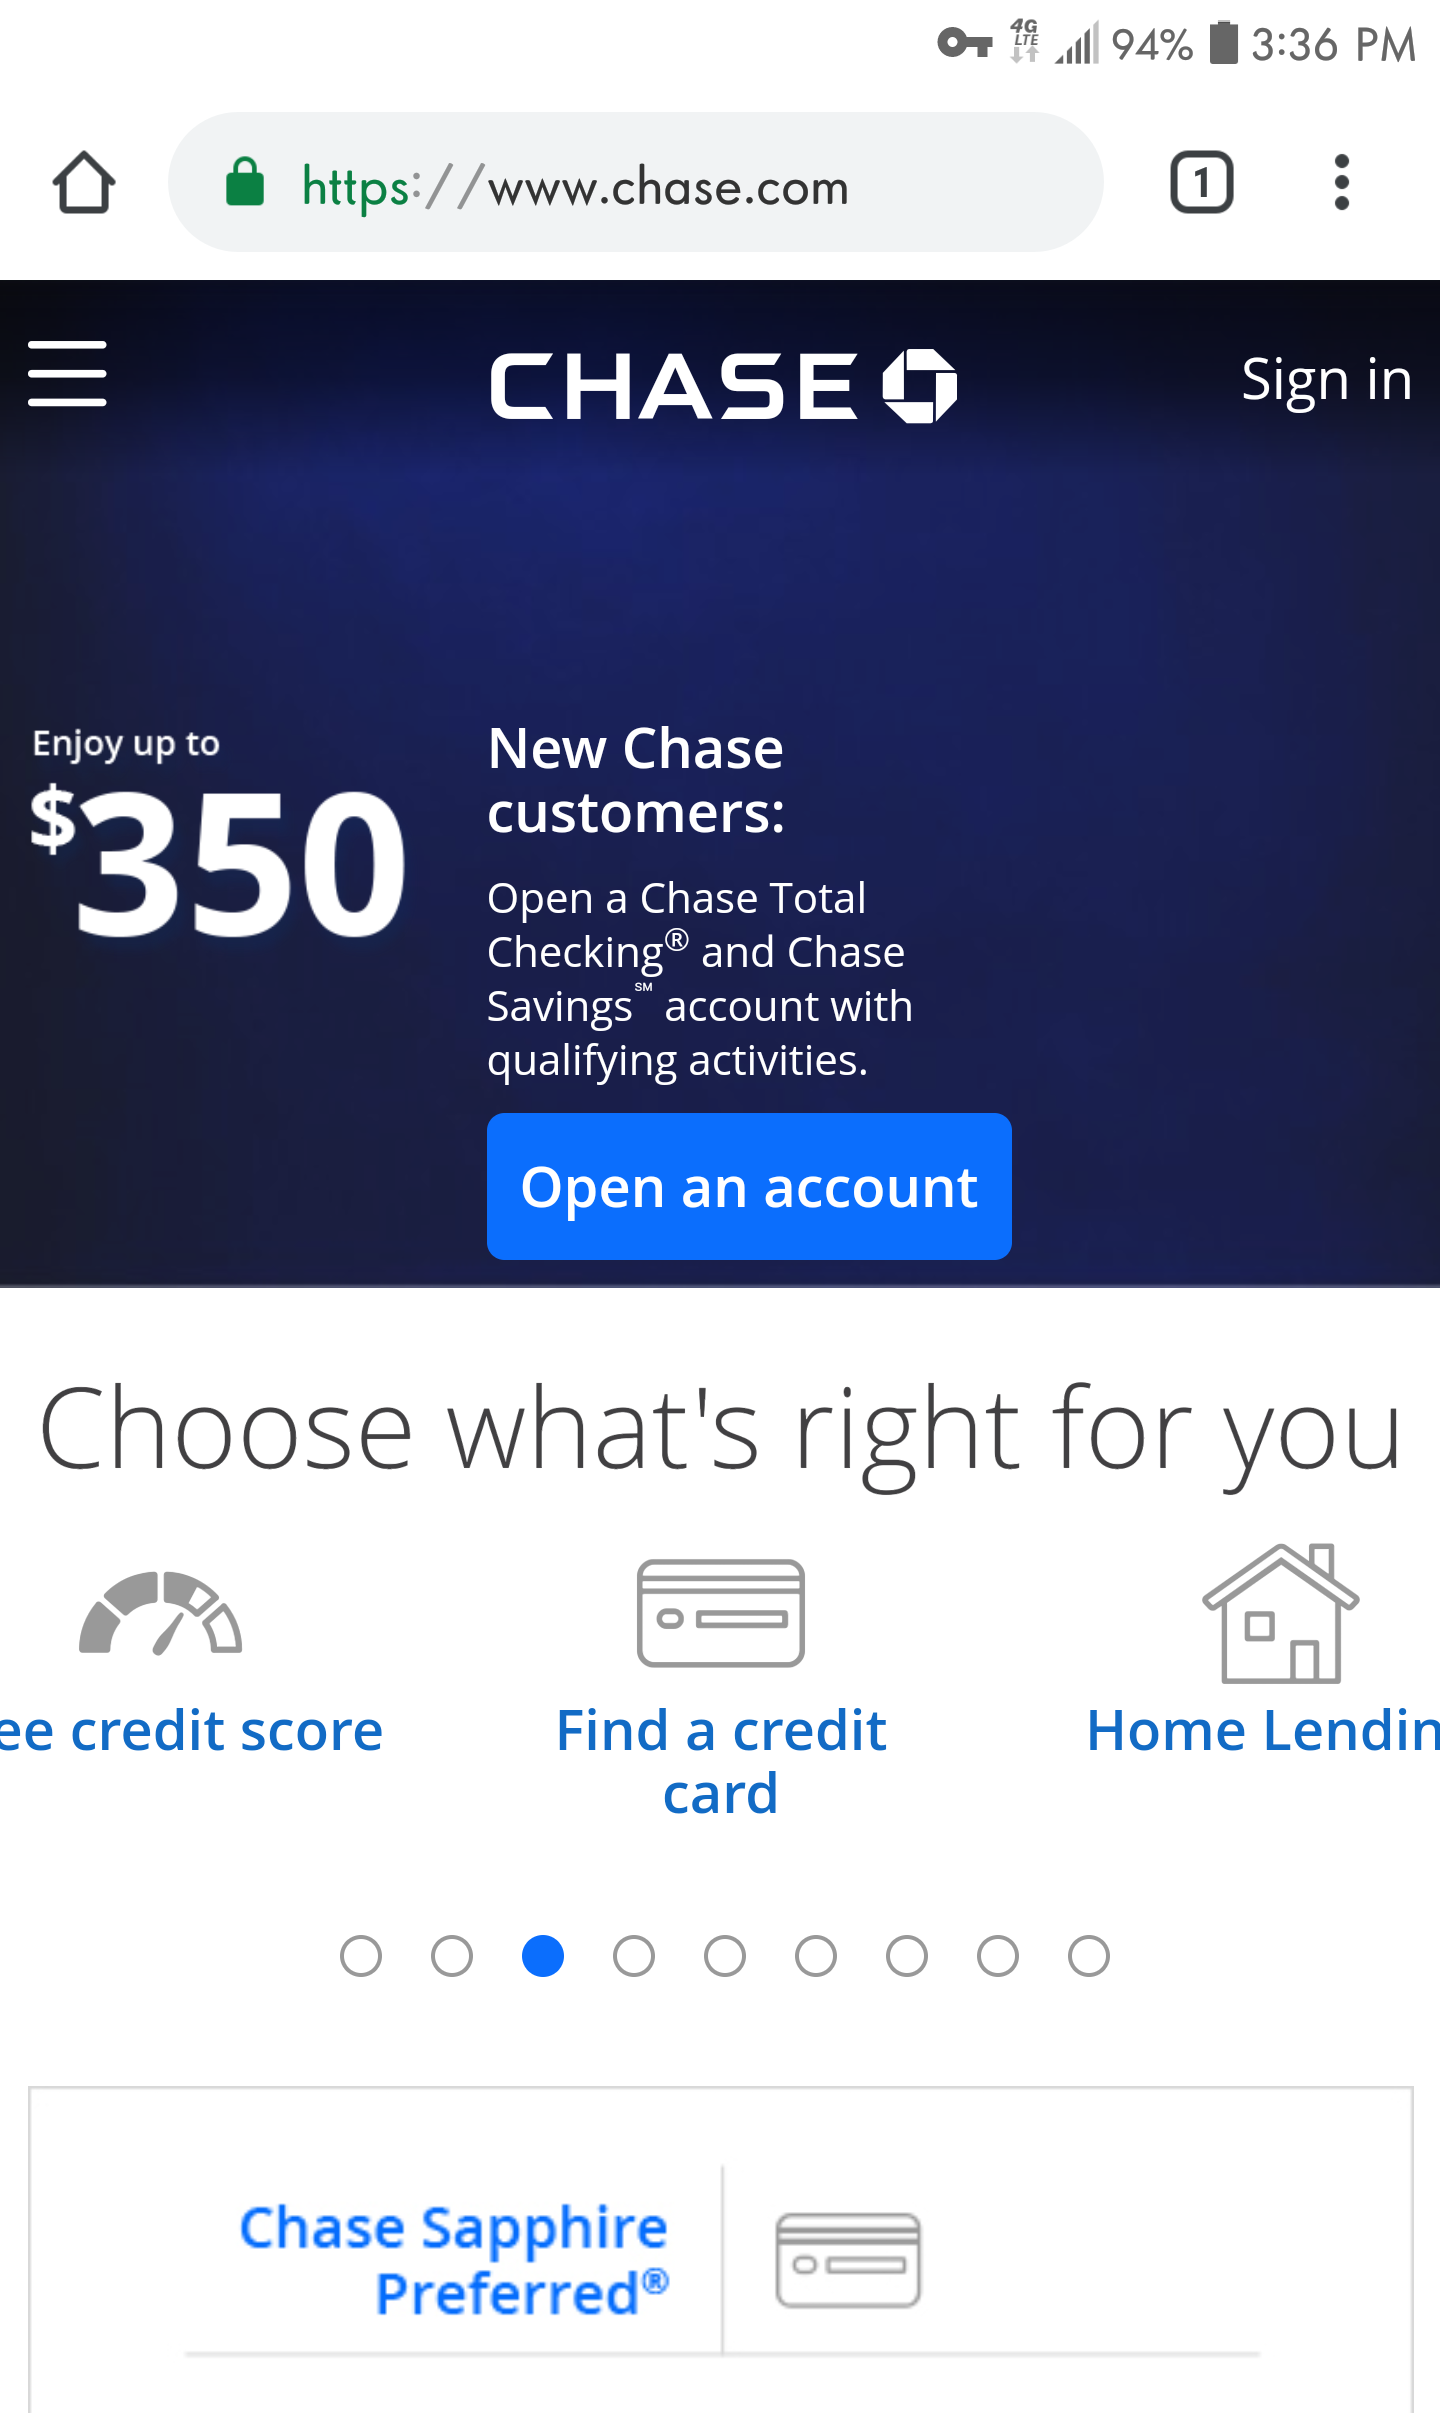 4G LTE 94% 3:36 PM
https://www.chase.com
1
CHASE
Sign in
Enjoy up to
$350
New Chase
customers:
Open a Chase Total
Checking® and Chase
Savings℠ account with
qualifying activities.
Open an account
Choose what's right for you
ee credit score
Find a credit
card
Home Lendin
Chase Sapphire
Preferred®